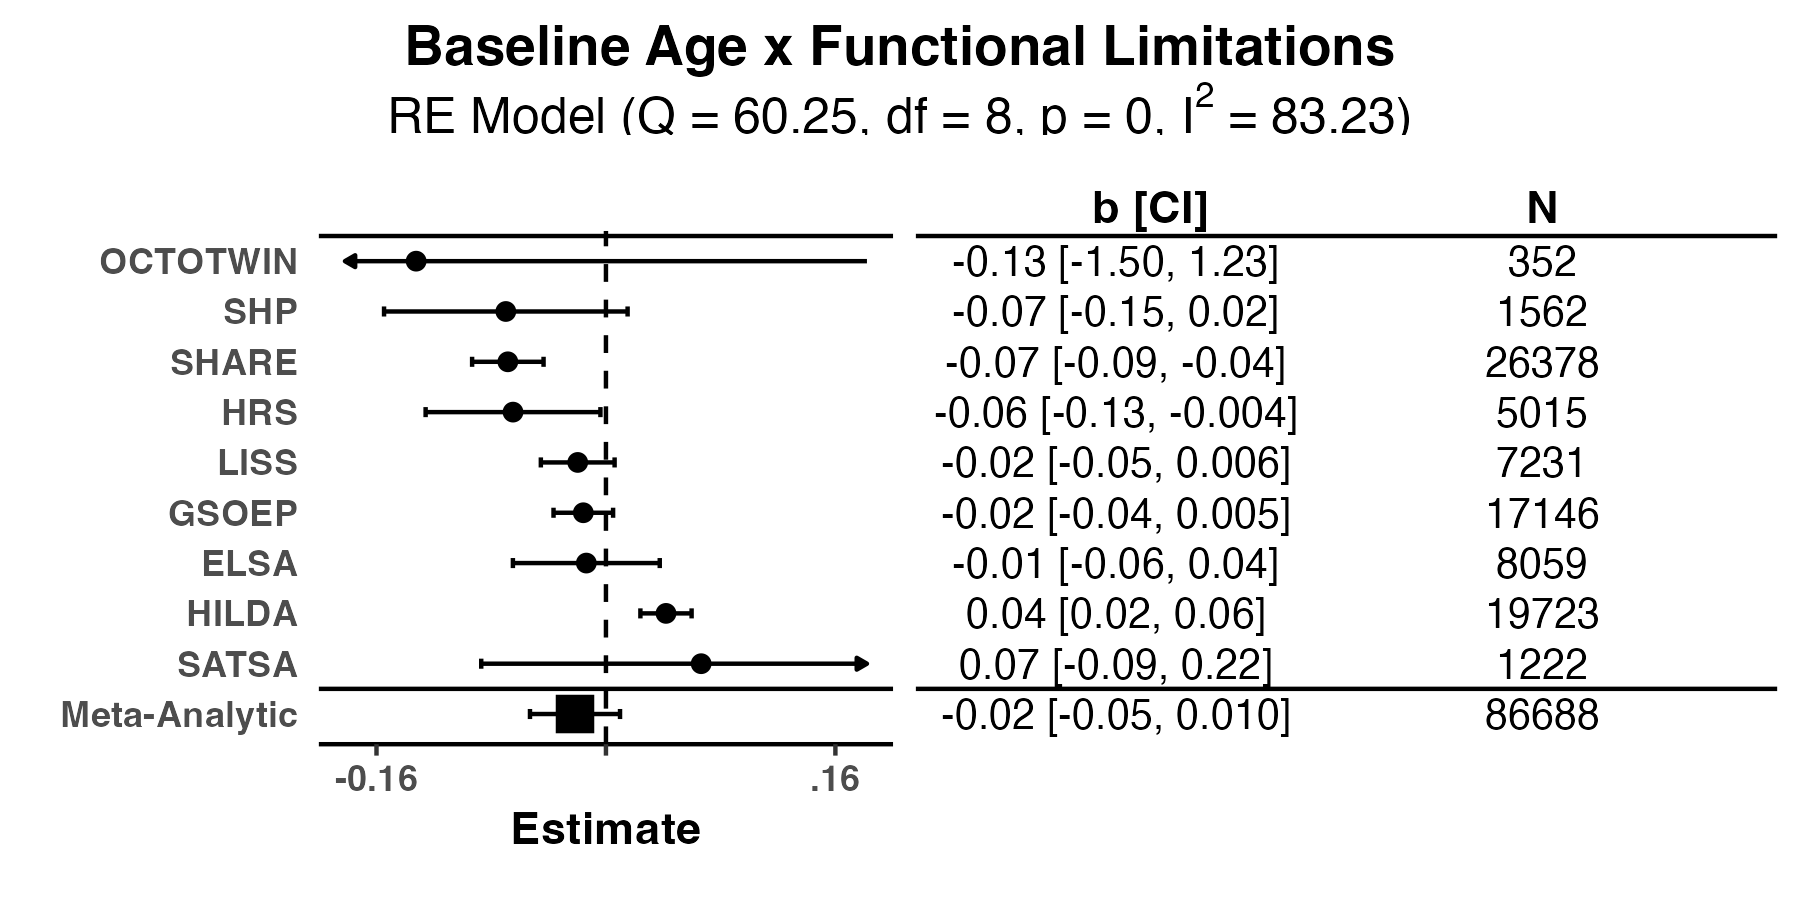 Baseline Age x Functional Limitations
RE Model (Q = 60.25, df = 8, p = 0, I² = 83.23)
b [CI] N
OCTOTWIN -0.13 [-1.50, 1.23] 352
SHP -0.07 [-0.15, 0.02] 1562
SHARE -0.07 [-0.09, -0.04] 26378
HRS -0.06 [-0.13, -0.004] 5015
LISS -0.02 [-0.05, 0.006] 7231
GSOEP -0.02 [-0.04, 0.005] 17146
ELSA -0.01 [-0.06, 0.04] 8059
HILDA 0.04 [0.02, 0.06] 19723
SATSA 0.07 [-0.09, 0.22] 1222
Meta-Analytic -0.02 [-0.05, 0.010] 86688
-0.16 .16
Estimate